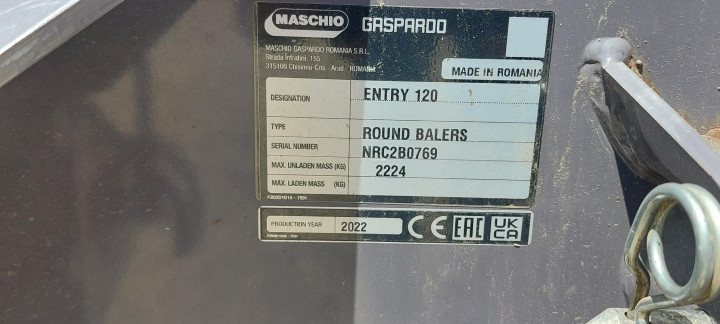 MASCHIO GASPARDO
MASCHIO GASPARDO ROMANIA S.R.L.
Strada Infratirii, 155
315100 Chisineu-Cris - Arad - ROMANIA
MADE IN ROMANIA
DESIGNATION ENTRY 120
TYPE ROUND BALERS
SERIAL NUMBER NRC2B0769
MAX. UNLADEN MASS (KG) 2224
MAX. LADEN MASS (KG)
PRODUCTION YEAR 2022 CE EAC UK CA